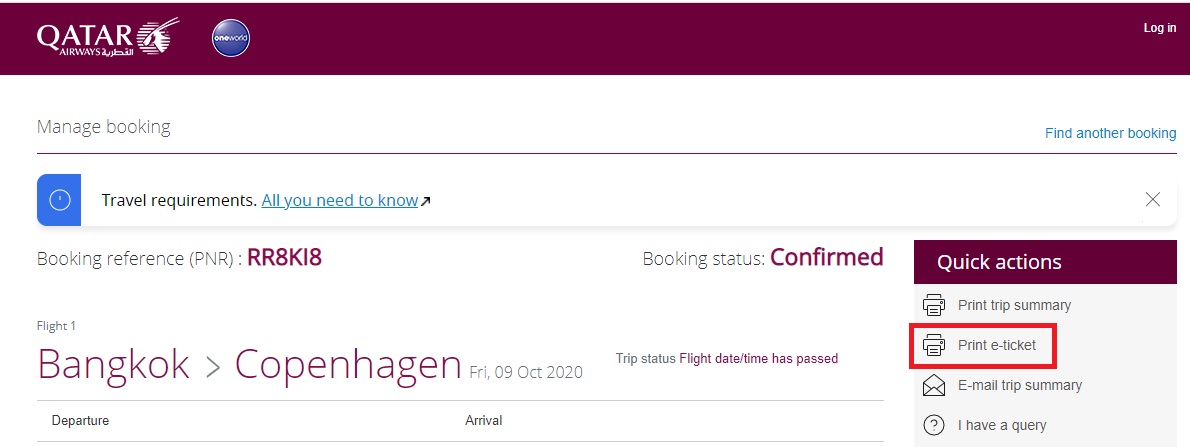 QATAR
AIRWAYS القطرية
oneworld
Log in
Manage booking
Find another booking
Travel requirements. All you need to know
Booking reference (PNR) : RR8KI8
Booking status: Confirmed
Quick actions
Print trip summary
Flight 1
Print e-ticket
Bangkok > Copenhagen Fri, 09 Oct 2020
Trip status Flight date/time has passed
E-mail trip summary
Departure
Arrival
I have a query